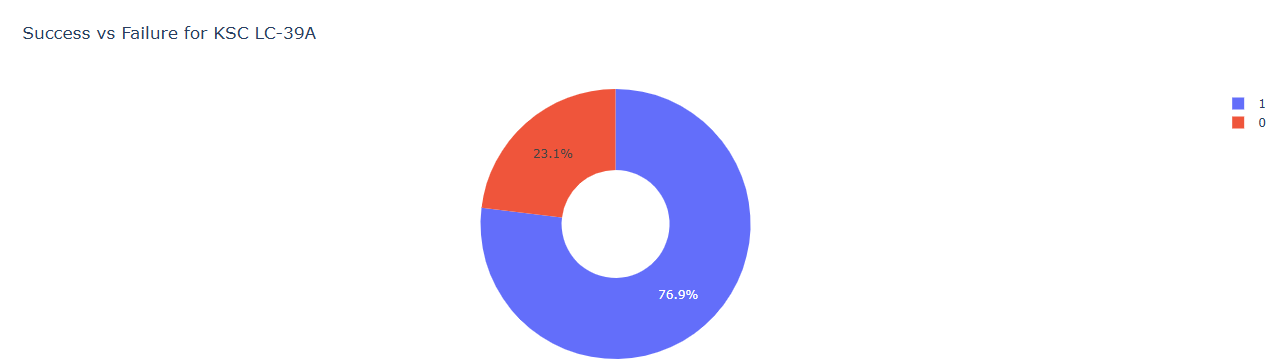 Success vs Failure for KSC LC-39A
1
0
23.1%
76.9%